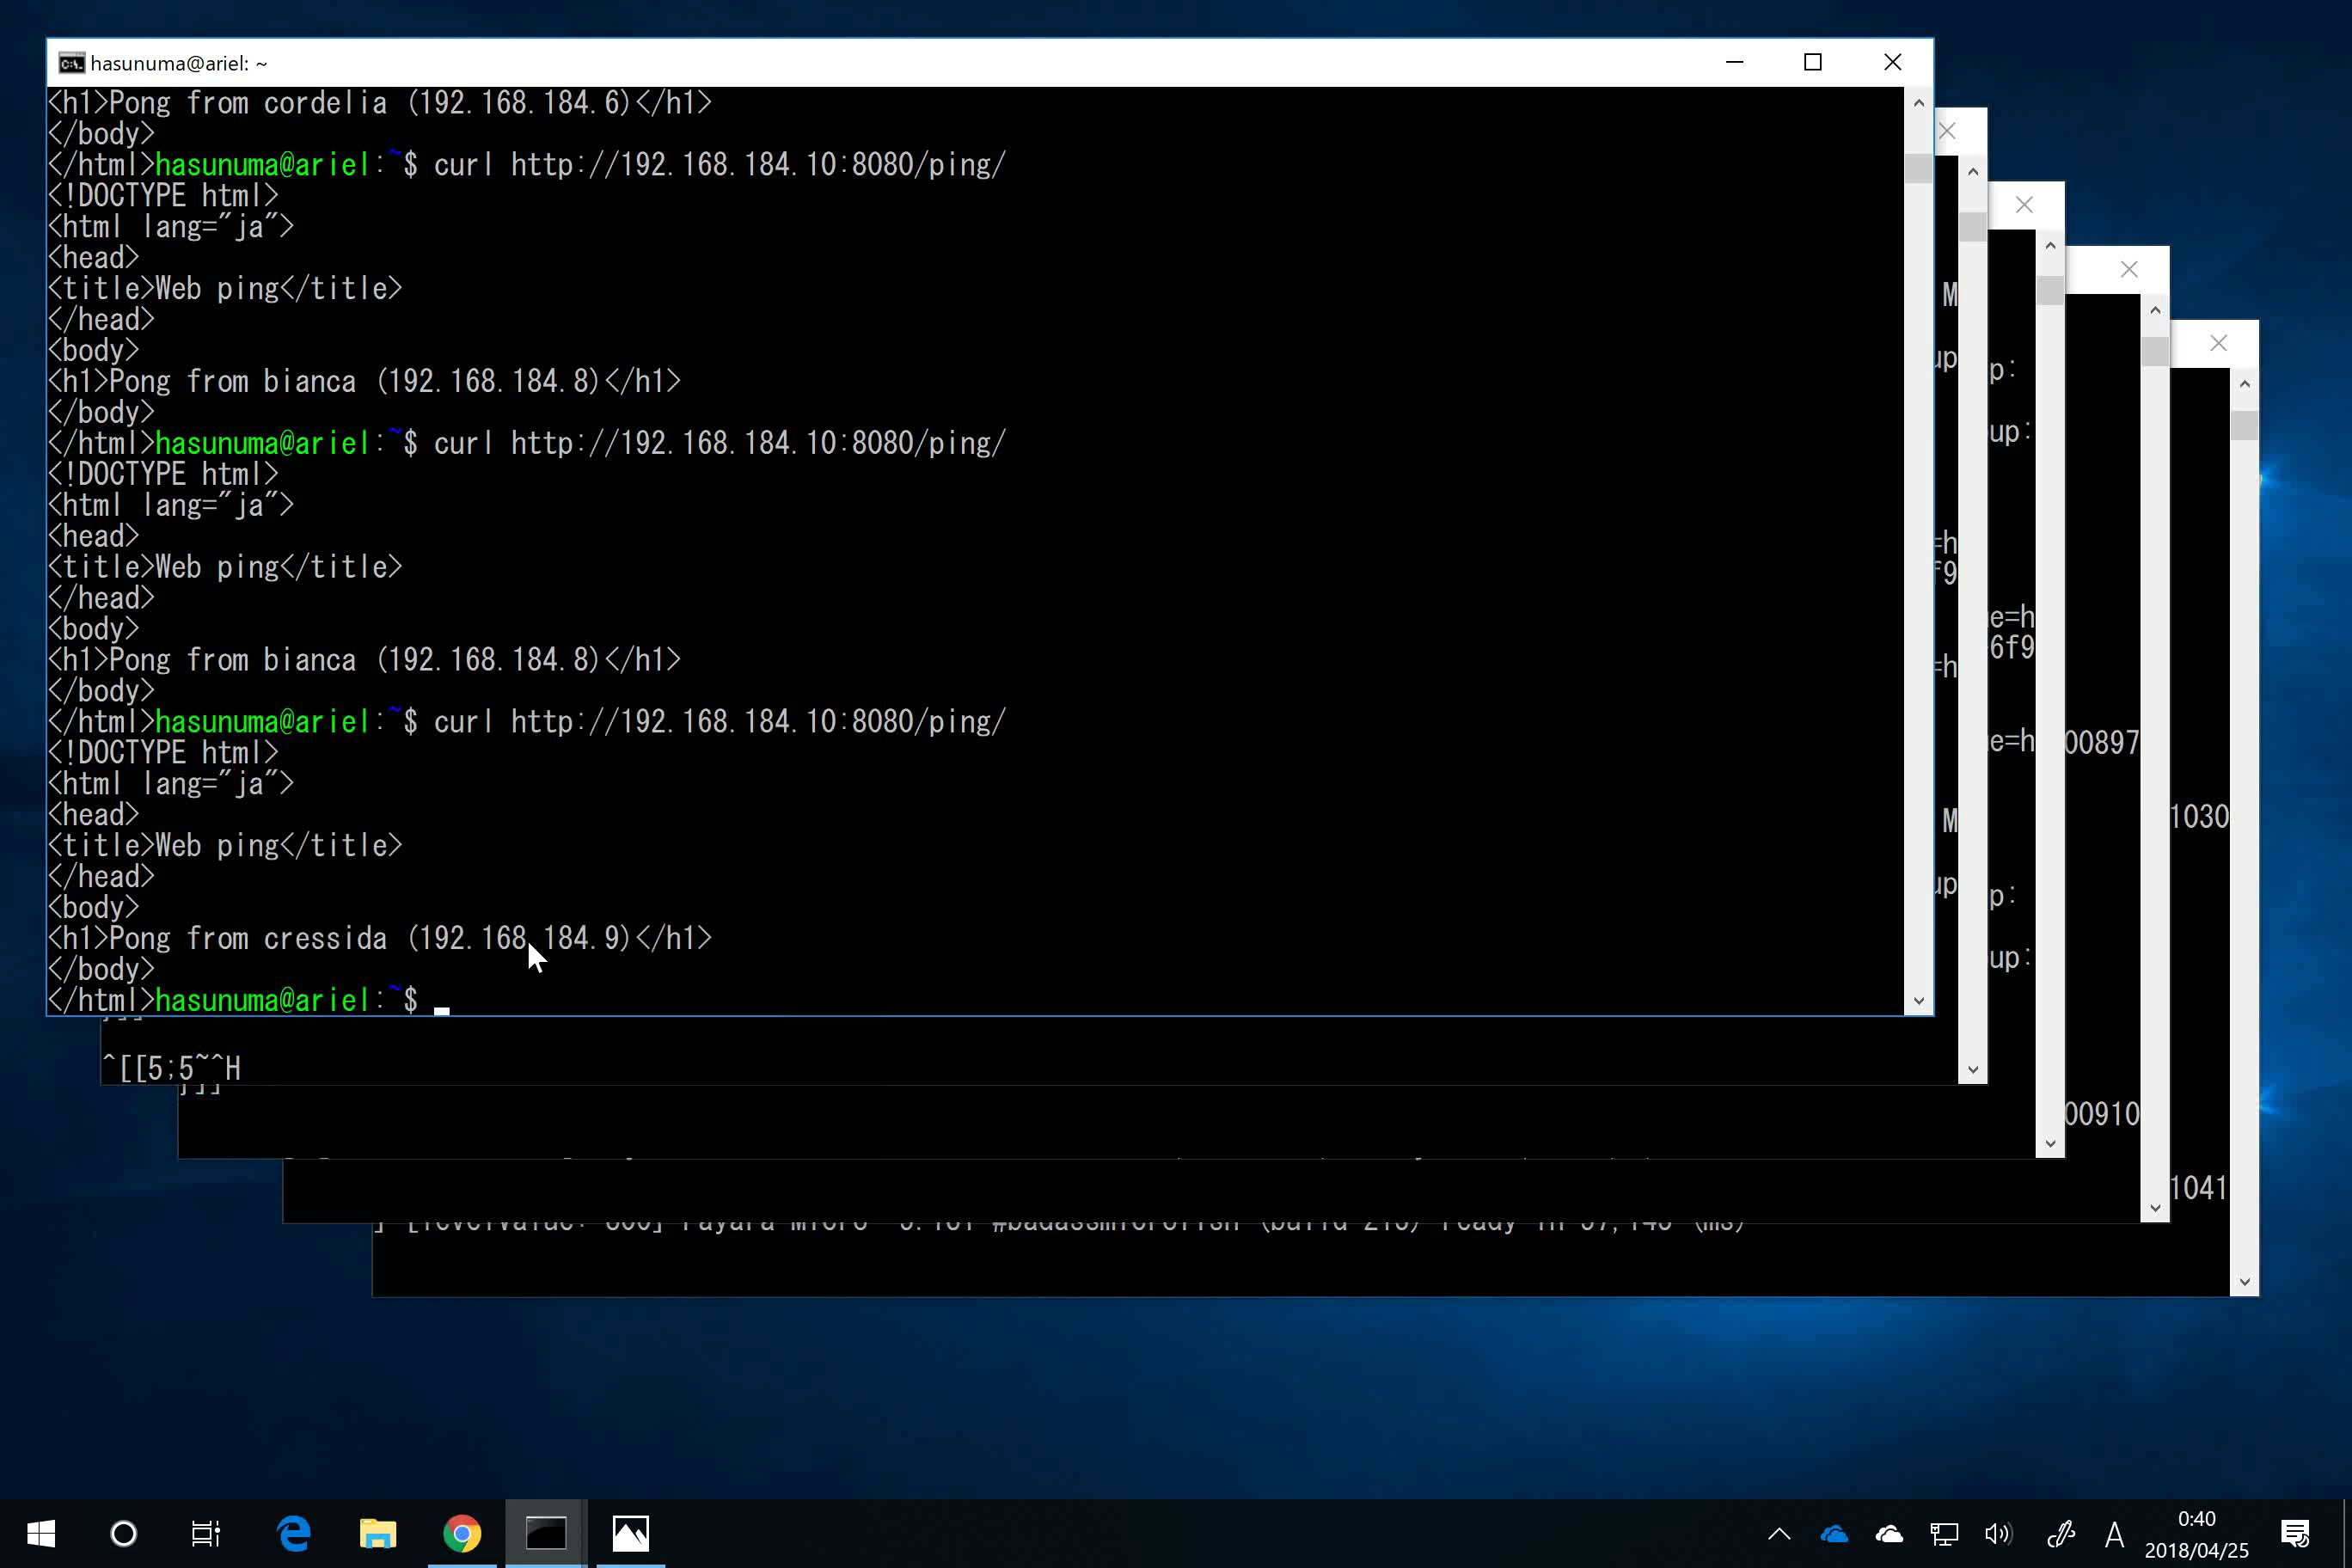 hasunuma@ariel: ~
<h1>Pong from cordelia (192.168.184.6)</h1>
</body>
</html>hasunuma@ariel:~$ curl http://192.168.184.10:8080/ping/
<!DOCTYPE html>
<html lang="ja">
<head>
<title>Web ping</title>
</head>
<body>
<h1>Pong from bianca (192.168.184.8)</h1>
</body>
</html>hasunuma@ariel:~$ curl http://192.168.184.10:8080/ping/
<!DOCTYPE html>
<html lang="ja">
<head>
<title>Web ping</title>
</head>
<body>
<h1>Pong from bianca (192.168.184.8)</h1>
</body>
</html>hasunuma@ariel:~$ curl http://192.168.184.10:8080/ping/
<!DOCTYPE html>
<html lang="ja">
<head>
<title>Web ping</title>
</head>
<body>
<h1>Pong from cressida (192.168.184.9)</h1>
</body>
</html>hasunuma@ariel:~$
^[[5;5~^H
M
up
=h
f9
=h
M
up
p:
up:
e=h
6f9
e=h
p:
up:
00897
00910
1030
1041
A
0:40
2018/04/25